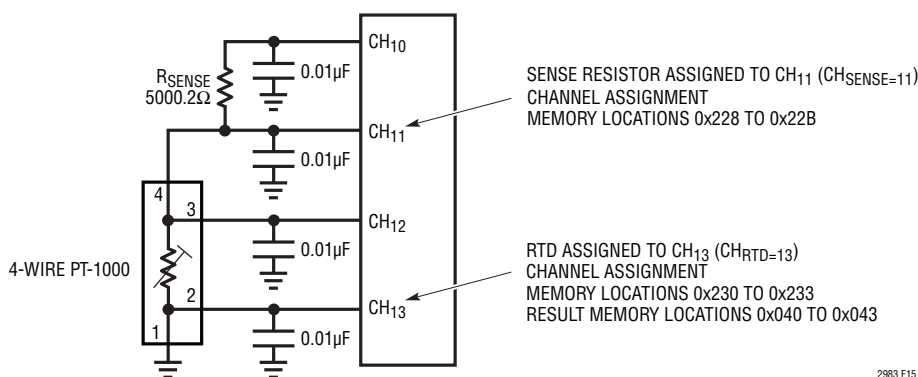 CH10
RSENSE
5000.2Ω
0.01µF
CH11
0.01µF
SENSE RESISTOR ASSIGNED TO CH11 (CHSENSE=11)
CHANNEL ASSIGNMENT
MEMORY LOCATIONS 0x228 TO 0x22B
4
3
CH12
0.01µF
4-WIRE PT-1000
2
1
CH13
0.01µF
RTD ASSIGNED TO CH13 (CHRTD=13)
CHANNEL ASSIGNMENT
MEMORY LOCATIONS 0x230 TO 0x233
RESULT MEMORY LOCATIONS 0x040 TO 0x043
2983 F15